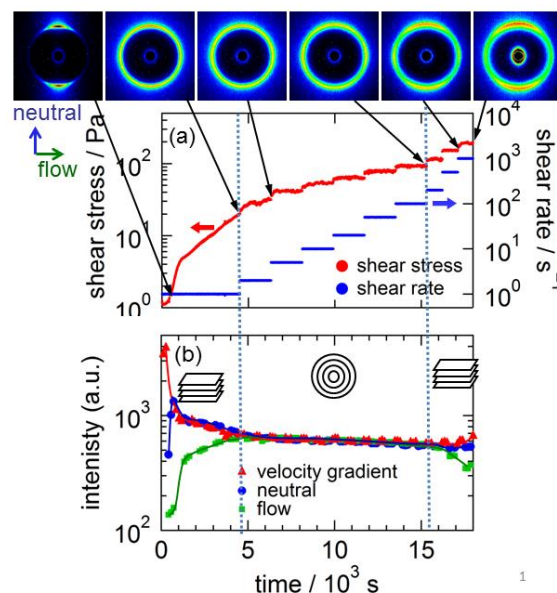 neutral
flow
(a)
shear stress / Pa
10^2
10^1
10^0
10^4
10^3
10^2
10^1
10^0
shear rate / s^-
shear stress
shear rate
(b)
intenisty (a.u.)
10^3
10^2
velocity gradient
neutral
flow
0
5
10
15
time / 10^3 s
1